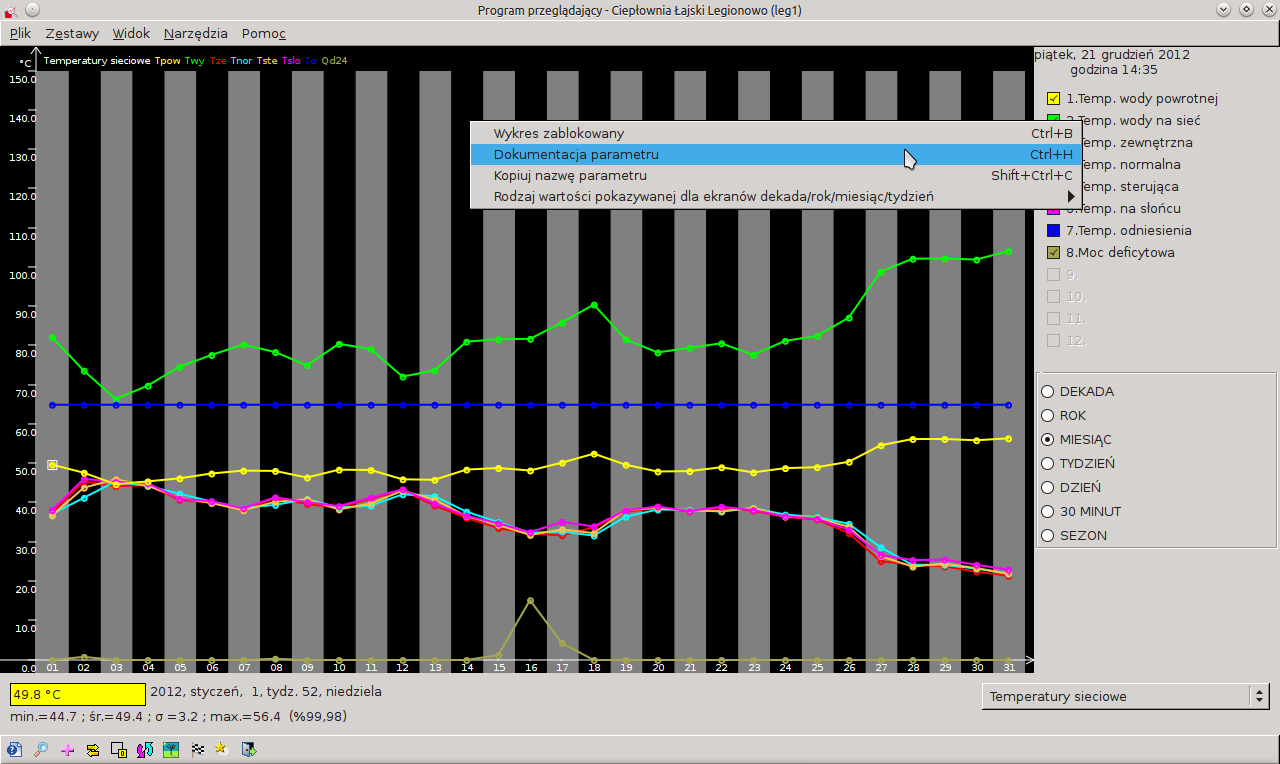 Program przeglądający - Ciepłownia Łajski Legionowo (leg1)
Plik Zestawy Widok Narzędzia Pomoc
°C Temperatury sieciowe Tpow Twy Tze Tnor Tste Tslo To Qd24
150.0
140.0
130.0
120.0
110.0
100.0
90.0
80.0
70.0
60.0
50.0
40.0
30.0
20.0
10.0
0.0
01 02 03 04 05 06 07 08 09 10 11 12 13 14 15 16 17 18 19 20 21 22 23 24 25 26 27 28 29 30 31
Wykres zablokowany Ctrl+B
Dokumentacja parametru Ctrl+H
Kopiuj nazwę parametru Shift+Ctrl+C
Rodzaj wartości pokazywanej dla ekranów dekada/rok/miesiąc/tydzień
piątek, 21 grudzień 2012
godzina 14:35
1.Temp. wody powrotnej
Temp. wody na sieć
Temp. zewnętrzna
Temp. normalna
Temp. sterująca
Temp. na słońcu
7.Temp. odniesienia
8.Moc deficytowa
9.
10.
11.
12.
DEKADA
ROK
MIESIĄC
TYDZIEŃ
DZIEŃ
30 MINUT
SEZON
49.8 °C 2012, styczeń, 1, tydz. 52, niedziela
min.=44.7 ; śr.=49.4 ; σ =3.2 ; max.=56.4 (%99,98)
Temperatury sieciowe